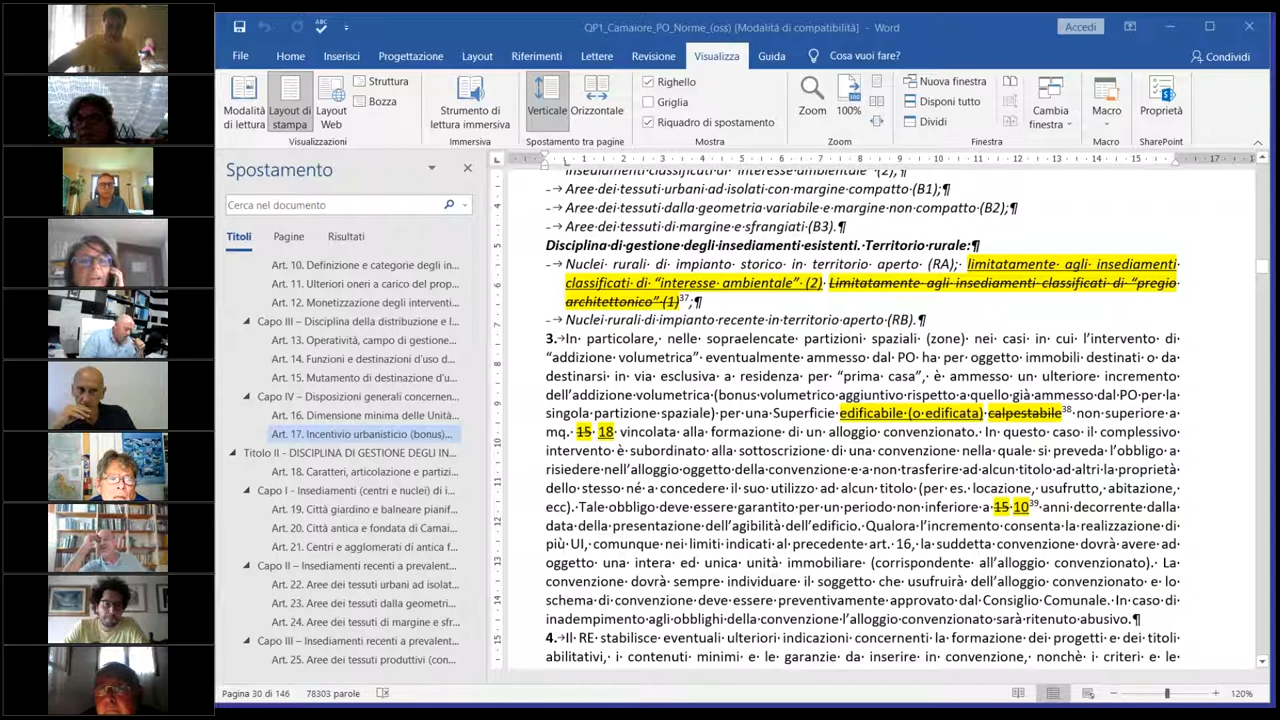 QP1_Camaiore_PO_Norme_(oss) [Modalità di compatibilità] - Word
Accedi
File Home Inserisci Progettazione Layout Riferimenti Lettere Revisione Visualizza Guida Cosa vuoi fare? Condividi
Modalità di lettura
Layout di stampa
Layout Web
Struttura
Bozza
Visualizzazioni
Strumento di lettura immersiva
Immersiva
Verticale
Orizzontale
Spostamento tra pagine
Righello
Griglia
Riquadro di spostamento
Mostra
Zoom
100%
Zoom
Nuova finestra
Disponi tutto
Dividi
Cambia finestra
Finestra
Macro
Macro
Proprietà
SharePoint
Spostamento
Cerca nel documento
Titoli Pagine Risultati
Art. 10. Definizione e categorie degli in...
Art. 11. Ulteriori oneri a carico del prop...
Art. 12. Monetizzazione degli interventi...
Capo III – Disciplina della distribuzione e l...
Art. 13. Operatività, campo di gestione...
Art. 14. Funzioni e destinazioni d'uso d...
Art. 15. Mutamento di destinazione d'u...
Capo IV – Disposizioni generali concernen...
Art. 16. Dimensione minima delle Unità...
Art. 17. Incentivo urbanisticio (bonus)...
Titolo II - DISCIPLINA DI GESTIONE DEGLI IN...
Art. 18. Caratteri, articolazione e partizi...
Capo I - Insediamenti (centri e nuclei) di i...
Art. 19. Città giardino e balneare pianif...
Art. 20. Città antica e fondata di Camai...
Art. 21. Centri e agglomerati di antica f...
Capo II – Insediamenti recenti a prevalent...
Art. 22. Aree dei tessuti urbani ad isolat...
Art. 23. Aree dei tessuti dalla geometri...
Art. 24. Aree dei tessuti di margine e sfr...
Capo III – Insediamenti recenti a prevalent...
Art. 25. Aree dei tessuti produttivi (con...
insediamenti classificati di "interesse ambientale" (2);¶
-→Aree·dei·tessuti·urbani·ad·isolati·con·margine·compatto·(B1);¶
-→Aree·dei·tessuti·dalla·geometria·variabile·e·margine·non·compatto·(B2);¶
-→Aree·dei·tessuti·di·margine·e·sfrangiati·(B3).¶
Disciplina·di·gestione·degli·insediamenti·esistenti.·Territorio·rurale:¶
-→Nuclei· rurali· di· impianto· storico· in· territorio· aperto· (RA);· limitatamente· agli· insediamenti·
classificati· di· "interesse· ambientale"· (2)· Limitatamente· agli· insediamenti· classificati· di· "pregio·
architettonico"·(1)37;¶
-→Nuclei·rurali·di·impianto·recente·in·territorio·aperto·(RB).¶
3.→In· particolare,· nelle· sopraelencate· partizioni· spaziali· (zone)· nei· casi· in· cui· l'intervento· di·
"addizione· volumetrica"· eventualmente· ammesso· dal· PO· ha· per· oggetto· immobili· destinati· o· da·
destinarsi· in· via· esclusiva· a· residenza· per· "prima· casa",· è· ammesso· un· ulteriore· incremento·
dell'addizione·volumetrica·(bonus·volumetrico·aggiuntivo·rispetto·a·quello·già·ammesso·dal·PO·per·la·
singola·partizione·spaziale)·per·una·Superficie·edificabile·(o·edificata)·calpestabile38·non·superiore·a·
mq.· 15· 18· vincolata· alla· formazione· di· un· alloggio· convenzionato.· In· questo· caso· il· complessivo·
intervento·è·subordinato·alla·sottoscrizione·di·una·convenzione·nella·quale·si·preveda·l'obbligo·a·
risiedere·nell'alloggio·oggetto·della·convenzione·e·a·non·trasferire·ad·alcun·titolo·ad·altri·la·proprietà·
dello·stesso·né·a·concedere·il·suo·utilizzo·ad·alcun·titolo·(per·es.·locazione,·usufrutto,·abitazione,·
ecc).·Tale·obbligo·deve·essere·garantito·per·un·periodo·non·inferiore·a·15·1039·anni·decorrente·dalla·
data·della·presentazione·dell'agibilità·dell'edificio.·Qualora·l'incremento·consenta·la·realizzazione·di·
più·UI,·comunque·nei·limiti·indicati·al·precedente·art.·16,·la·suddetta·convenzione·dovrà·avere·ad·
oggetto· una· intera· ed· unica· unità· immobiliare· (corrispondente· all'alloggio· convenzionato).· La·
convenzione· dovrà· sempre· individuare· il· soggetto· che· usufruirà· dell'alloggio· convenzionato· e· lo·
schema·di·convenzione·deve·essere·preventivamente·approvato·dal·Consiglio·Comunale.·In·caso·di·
inadempimento·agli·obblighi·della·convenzione·l'alloggio·convenzionato·sarà·ritenuto·abusivo.¶
4.→Il·RE·stabilisce·eventuali·ulteriori·indicazioni·concernenti·la·formazione·dei·progetti·e·dei·titoli·
abilitativi,· i· contenuti· minimi· e· le· garanzie· da· inserire· in· convenzione,· nonchè· i· criteri· e· le·
Pagina 30 di 146 78303 parole 120%